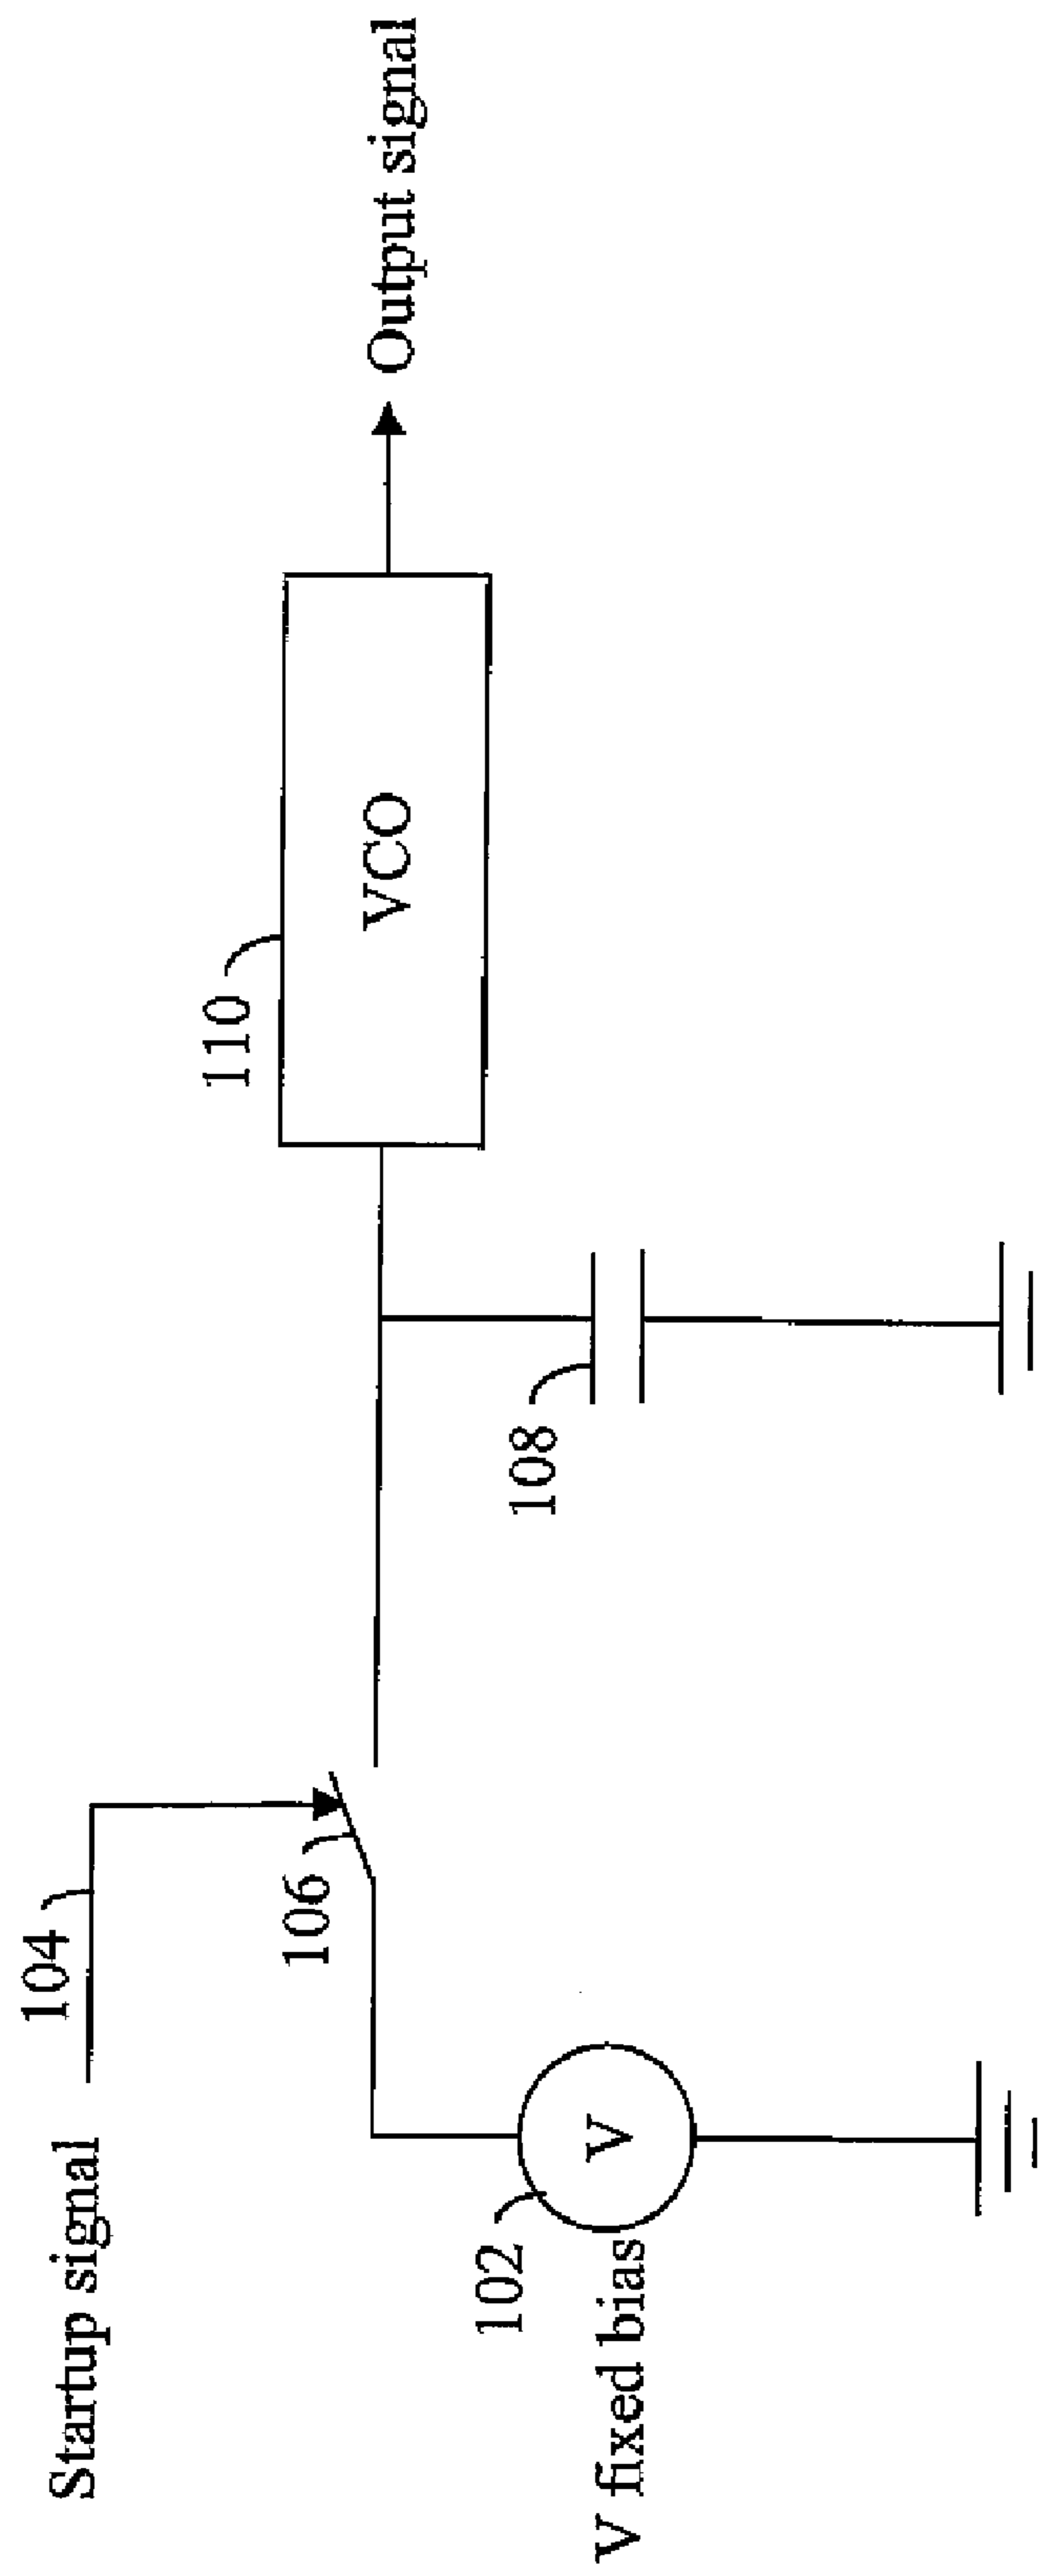 Startup signal
104
106
110
VCO
Output signal
108
102
V
V fixed bias